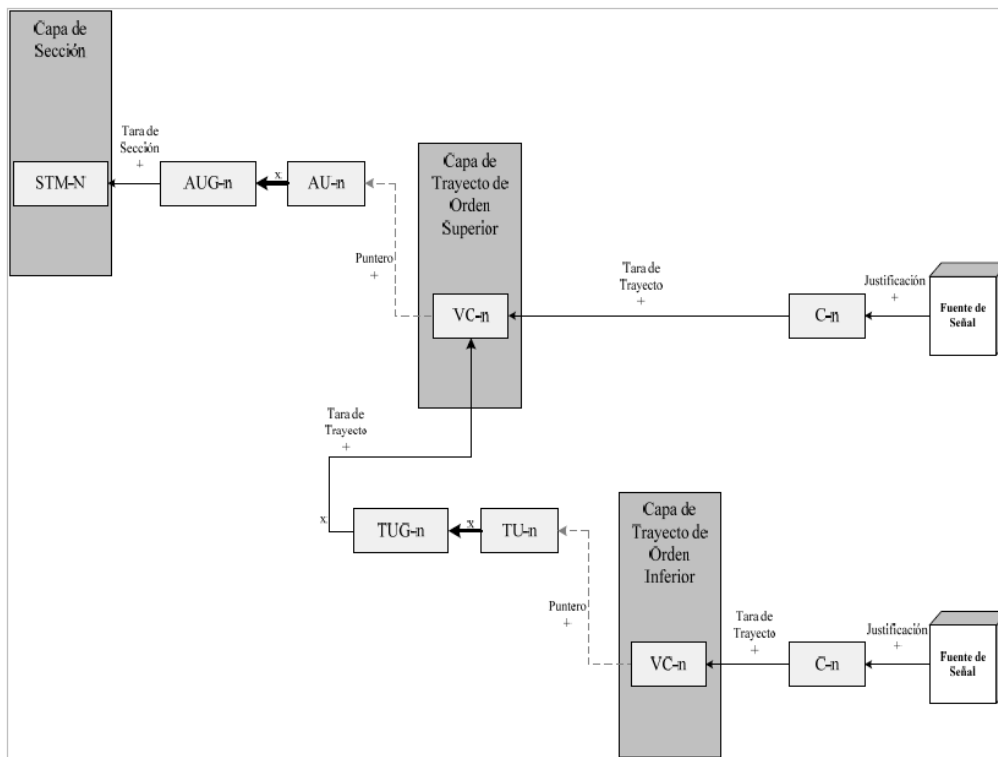 Capa de
Sección
Tara de
Sección
+
STM-N
AUG-n
x
AU-n
Capa de
Trayecto de
Orden
Superior
Puntero
+
Tara de
Trayecto
+
Justificación
+
VC-n
C-n
Fuente de
Señal
Tara de
Trayecto
+
x
TUG-n
x
TU-n
Capa de
Trayecto de
Orden
Inferior
Puntero
+
Tara de
Trayecto
+
Justificación
+
VC-n
C-n
Fuente de
Señal